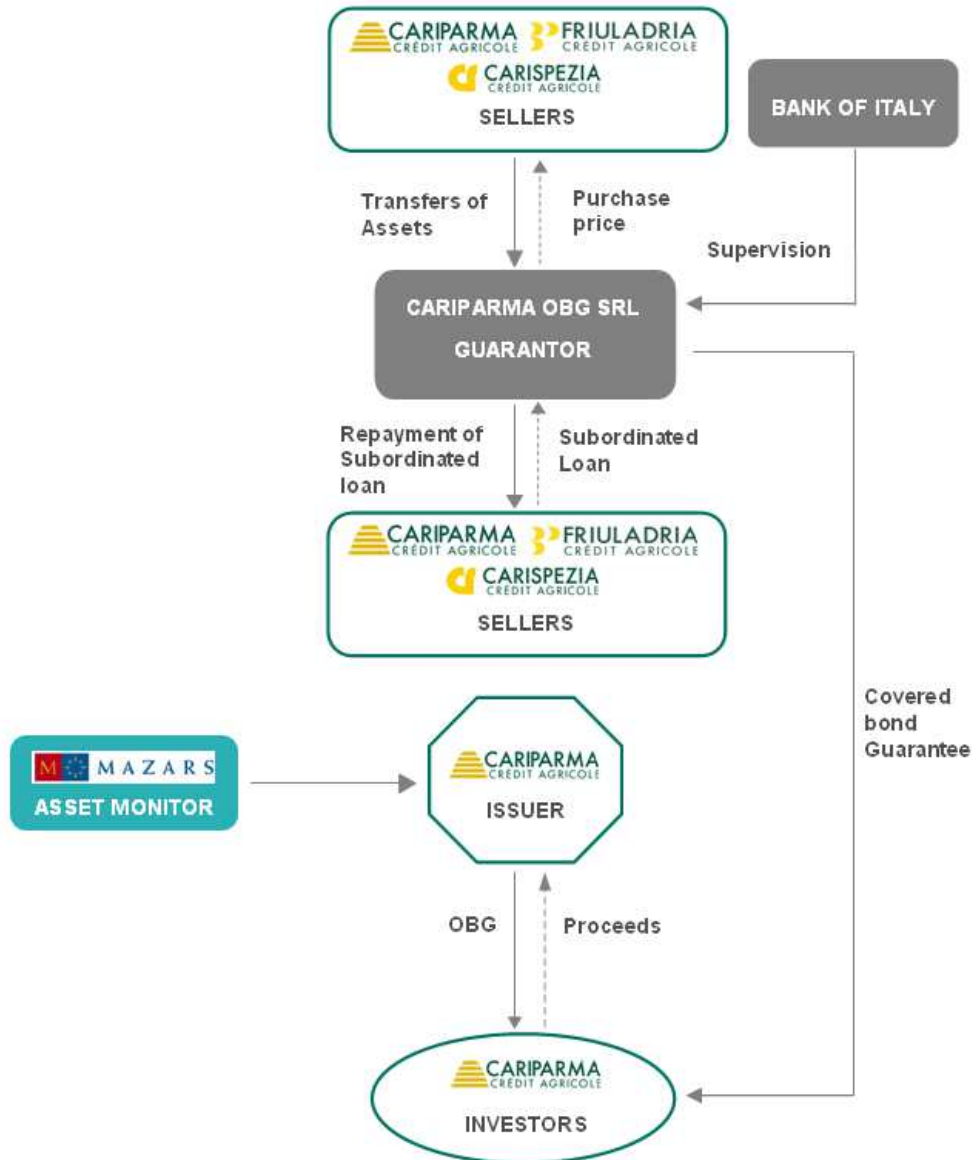 CARIPARMA FRIULADRIA
CRÉDIT AGRICOLE CRÉDIT AGRICOLE
CARISPEZIA
CRÉDIT AGRICOLE
SELLERS
BANK OF ITALY
Transfers of
Assets
Purchase
price
Supervision
CARIPARMA OBG SRL
GUARANTOR
Repayment of
Subordinated
loan
Subordinated
Loan
CARIPARMA FRIULADRIA
CRÉDIT AGRICOLE CRÉDIT AGRICOLE
CARISPEZIA
CRÉDIT AGRICOLE
SELLERS
Covered
bond
Guarantee
M MAZARS
ASSET MONITOR
CARIPARMA
CRÉDIT AGRICOLE
ISSUER
OBG
Proceeds
CARIPARMA
CRÉDIT AGRICOLE
INVESTORS